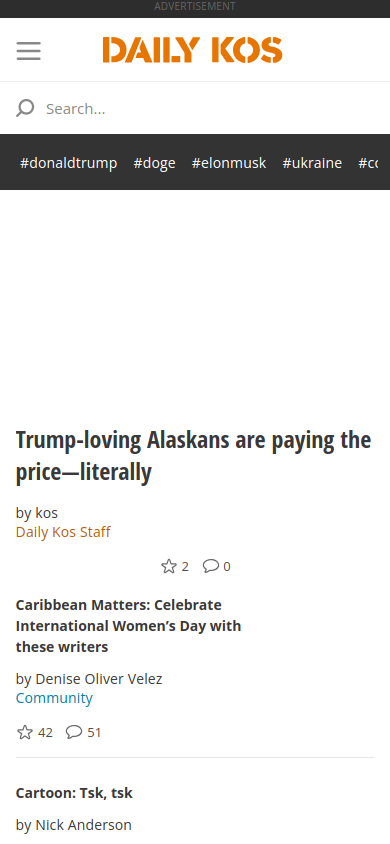 ADVERTISEMENT
DAILY KOS
Search...
#donaldtrump #doge #elonmusk #ukraine
Trump-loving Alaskans are paying the
price—literally
by kos
Daily Kos Staff
2 0
Caribbean Matters: Celebrate
International Women’s Day with
these writers
by Denise Oliver Velez
Community
42 51
Cartoon: Tsk, tsk
by Nick Anderson